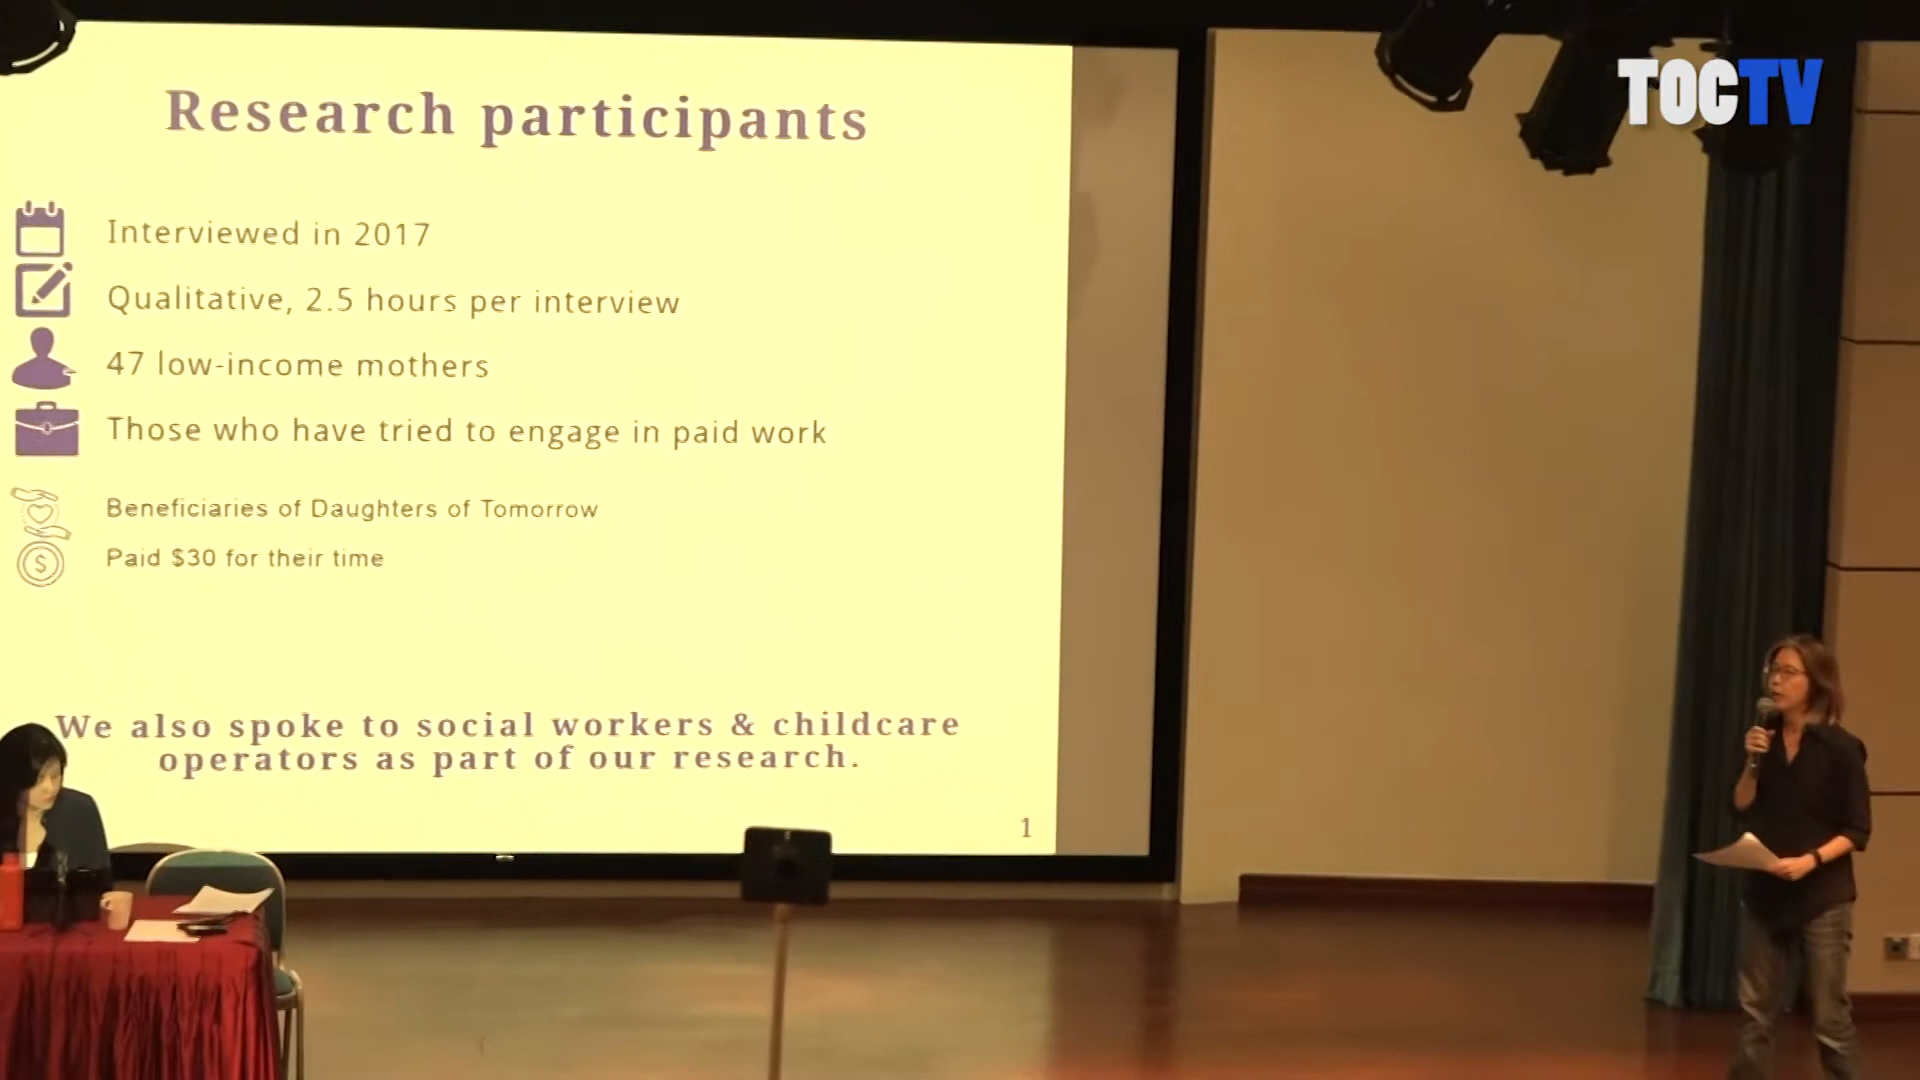 TOCTV
Research participants
Interviewed in 2017
Qualitative, 2.5 hours per interview
47 low-income mothers
Those who have tried to engage in paid work
Beneficiaries of Daughters of Tomorrow
Paid $30 for their time
We also spoke to social workers & childcare
operators as part of our research.
1